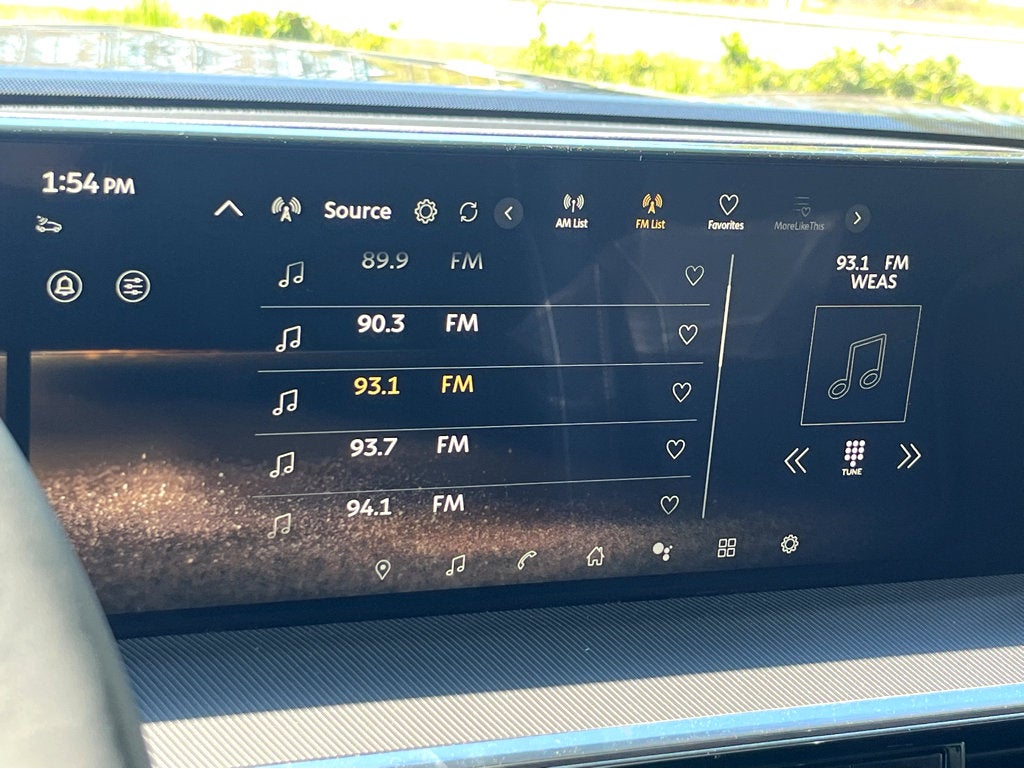 1:54 PM
Source
AM List
FM List
Favorites
MoreLikeThis
89.9 FM
90.3 FM
93.1 FM
93.7 FM
94.1 FM
93.1 FM
WEAS
TUNE